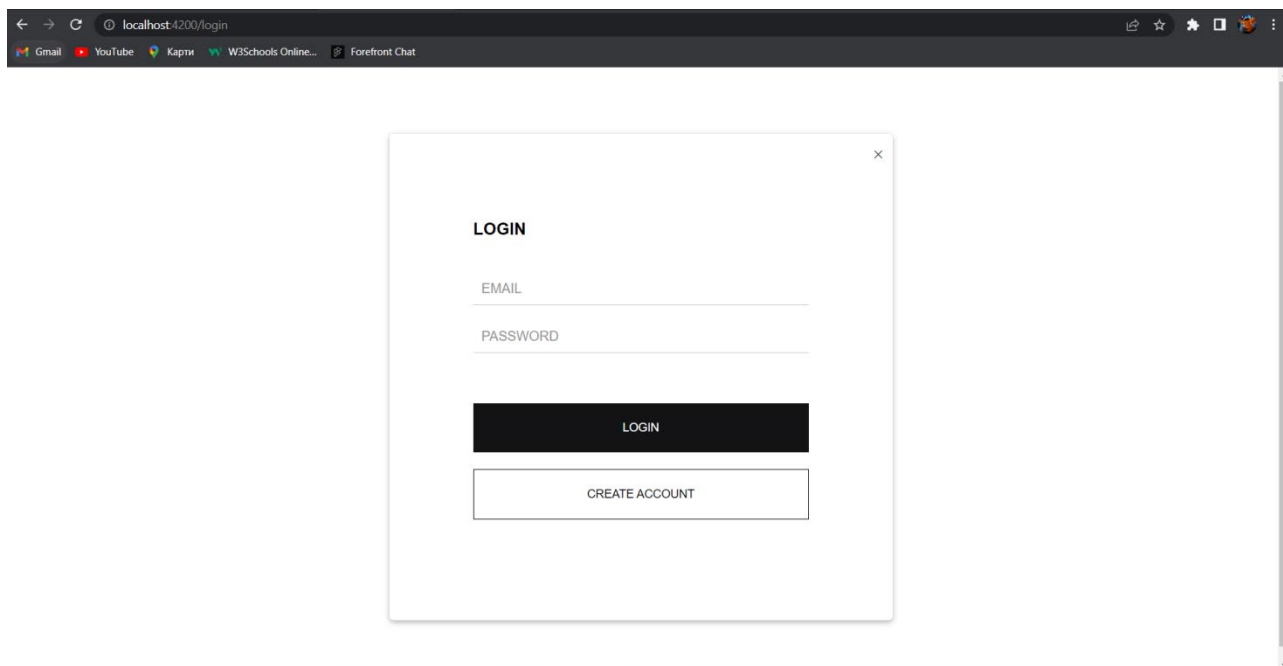 localhost:4200/login
Gmail YouTube Карти W3Schools Online... Forefront Chat
LOGIN
EMAIL
PASSWORD
LOGIN
CREATE ACCOUNT